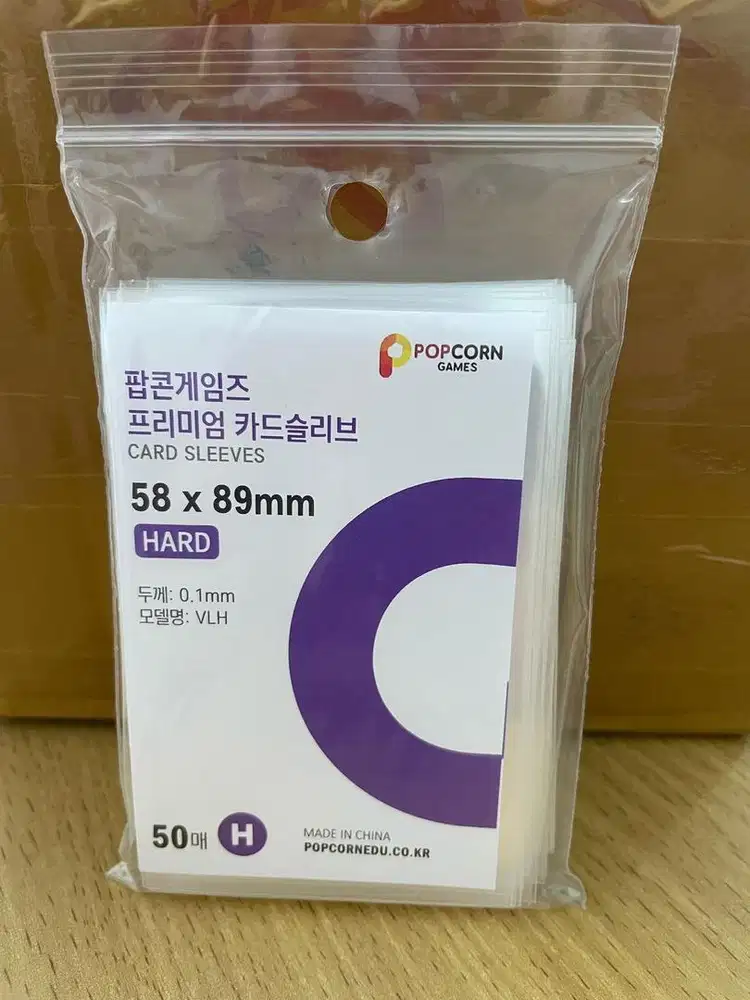 POPCORN
GAMES
팝콘게임즈
프리미엄 카드슬리브
CARD SLEEVES
58 x 89mm
HARD
두께: 0.1mm
모델명: VLH
50매 H
MADE IN CHINA
POPCORNEDU.CO.KR